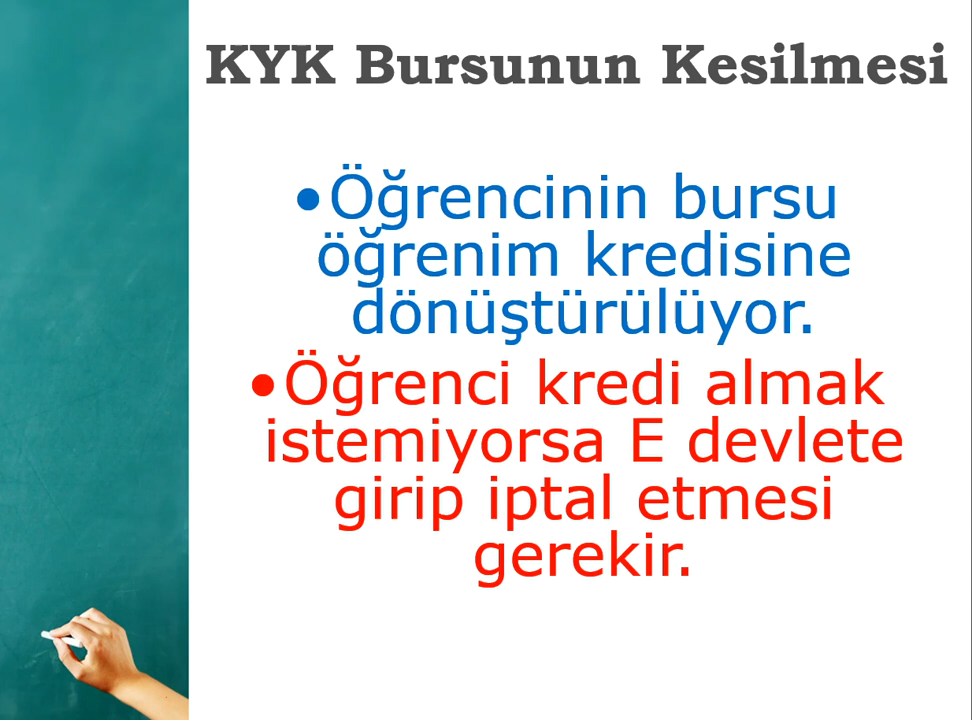 KYK Bursunun Kesilmesi
•Öğrencinin bursu
öğrenim kredisine
dönüştürülüyor.
•Öğrenci kredi almak
istemiyorsa E devlete
girip iptal etmesi
gerekir.